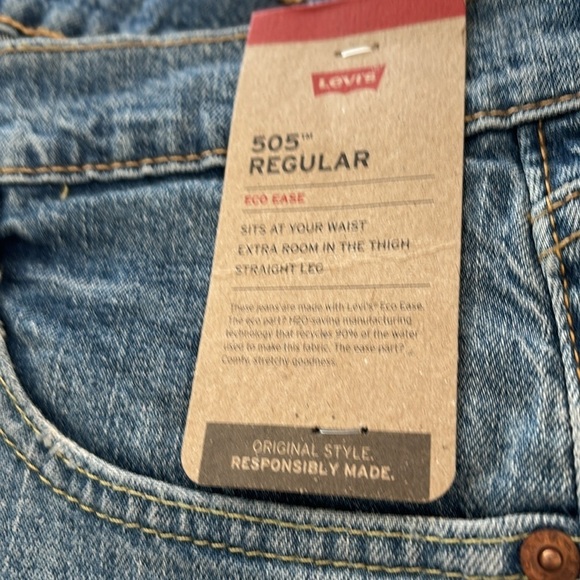 LEVI'S
505™
REGULAR
ECO EASE
SITS AT YOUR WAIST
EXTRA ROOM IN THE THIGH
STRAIGHT LEG
These jeans are made with Levi's® Eco Ease.
The eco part? H2O-saving manufacturing
technology that recycles 90% of the water
used to make this fabric. The ease part?
Comfy, stretchy goodness.
ORIGINAL STYLE.
RESPONSIBLY MADE.